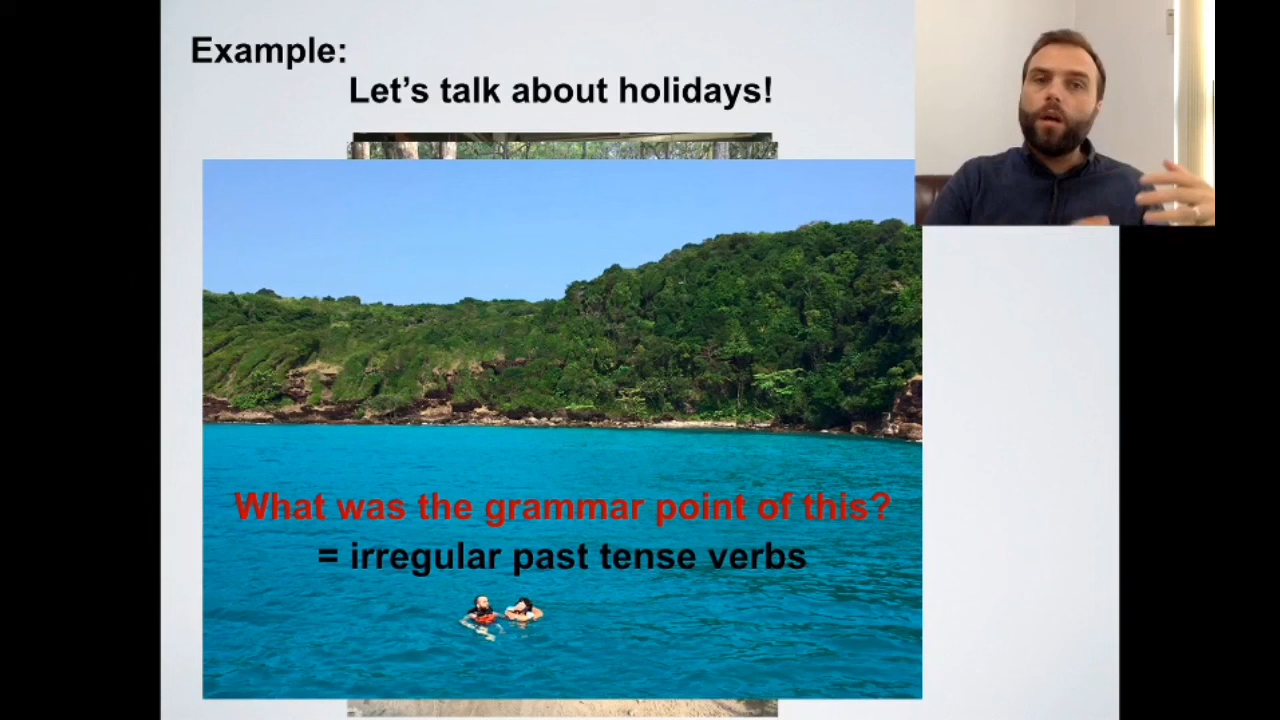 Example:
Let's talk about holidays!
What was the grammar point of this?
= irregular past tense verbs